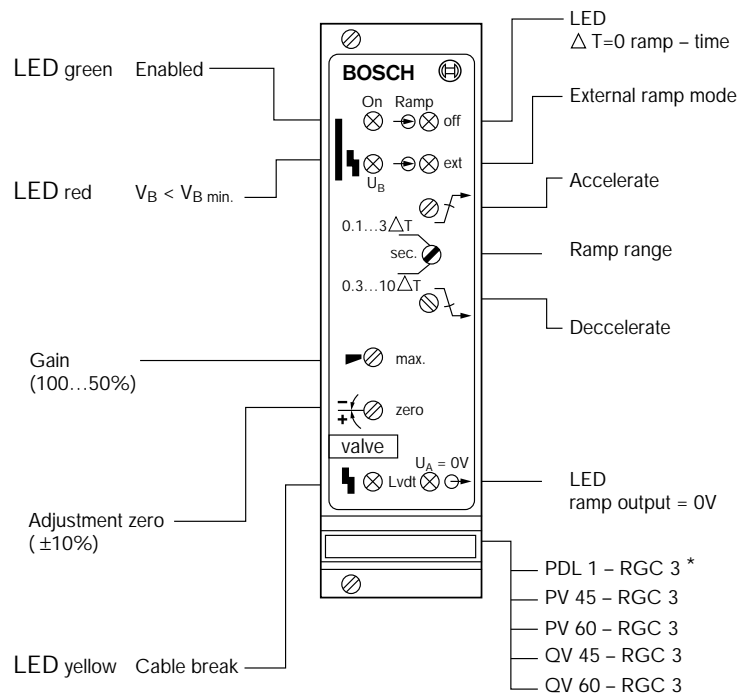 LED
△ T=0 ramp – time
LED green Enabled
External ramp mode
BOSCH
On Ramp
off
ext
U_B
LED red V_B < V_B min.
Accelerate
0.1...3△T
sec.
Ramp range
0.3...10△T
Deccelerate
Gain
(100...50%)
max.
–
+
zero
valve
U_A = 0V
Lvdt
LED
ramp output = 0V
Adjustment zero
( ±10%)
PDL 1 – RGC 3 *
PV 45 – RGC 3
PV 60 – RGC 3
QV 45 – RGC 3
QV 60 – RGC 3
LED yellow Cable break